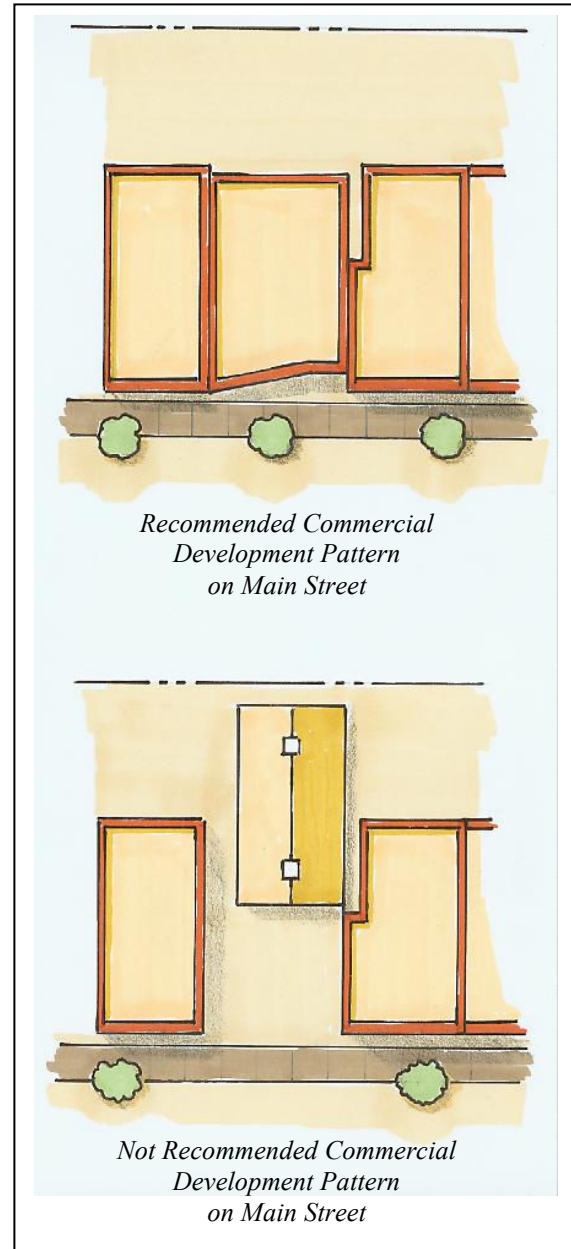 Recommended Commercial
Development Pattern
on Main Street
Not Recommended Commercial
Development Pattern
on Main Street